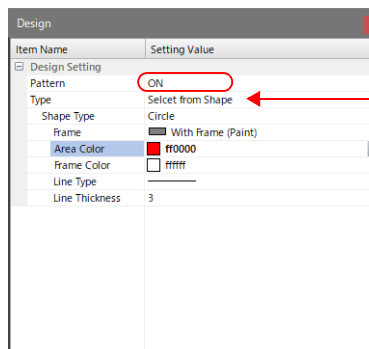 Design
Item Name Setting Value
Design Setting
Pattern ON
Type Selcet from Shape
Shape Type Circle
Frame With Frame (Paint)
Area Color ff0000
Frame Color ffffff
Line Type
Line Thickness 3